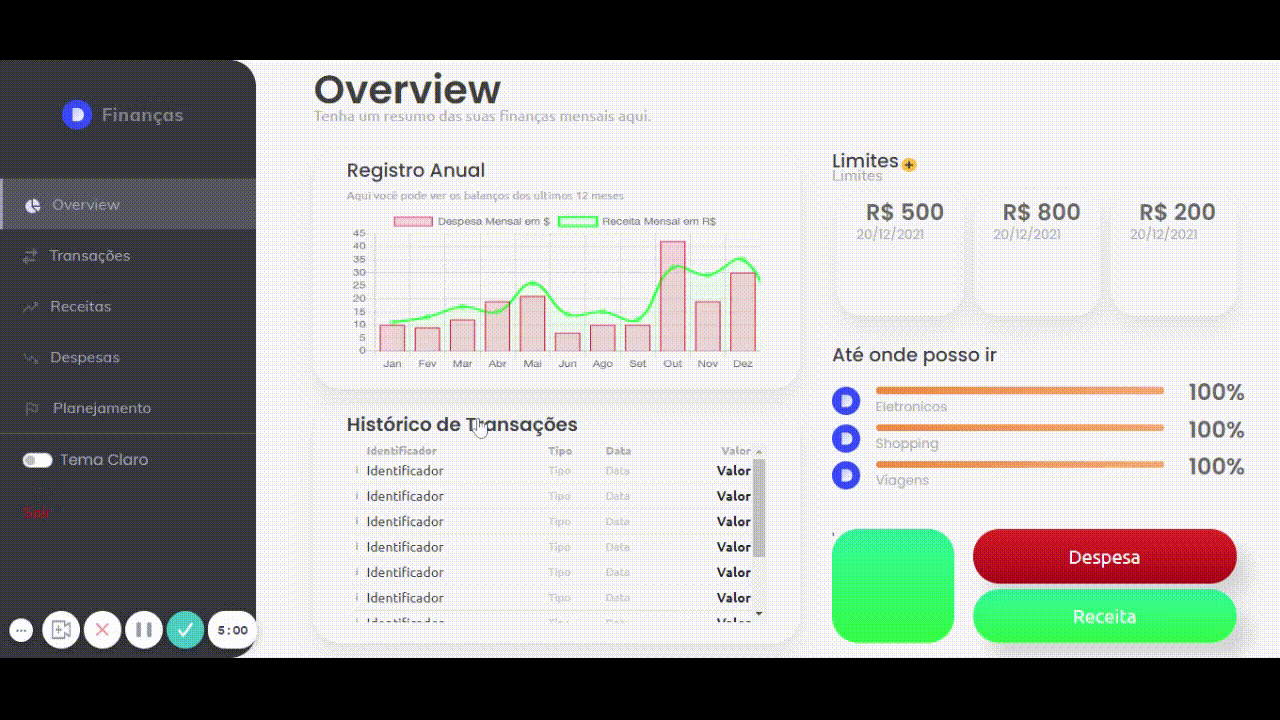 Finanças
Overview
Transações
Receitas
Despesas
Planejamento
Tema Claro
Sair
5:00
Overview
Tenha um resumo das suas finanças mensais aqui.
Registro Anual
Aqui você pode ver os balanços dos ultimos 12 meses
Despesa Mensal em $ Receita Mensal em R$
45
40
35
30
25
20
15
10
5
0
Jan Fev Mar Abr Mai Jun Ago Set Out Nov Dez
Histórico de Transações
Identificador Tipo Data Valor
Identificador Tipo Data Valor
Identificador Tipo Data Valor
Identificador Tipo Data Valor
Identificador Tipo Data Valor
Identificador Tipo Data Valor
Identificador Tipo Data Valor
Limites
Limites
R$ 500 R$ 800 R$ 200
20/12/2021 20/12/2021 20/12/2021
Até onde posso ir
Eletronicos 100%
Shopping 100%
Viagens 100%
Despesa
Receita